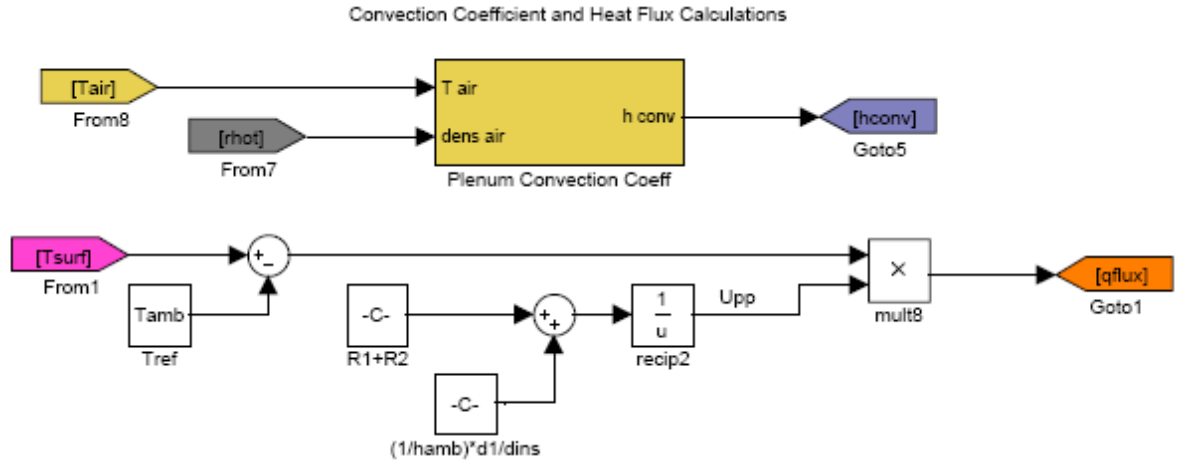 Convection Coefficient and Heat Flux Calculations
[Tair]
From8
[rhot]
From7
T air
dens air
h conv
Plenum Convection Coeff
[hconv]
Goto5
[Tsurf]
From1
+
-
Tamb
Tref
-C-
R1+R2
+
+
-C-
(1/hamb)*d1/dins
1
u
recip2
Upp
×
mult8
[qflux]
Goto1